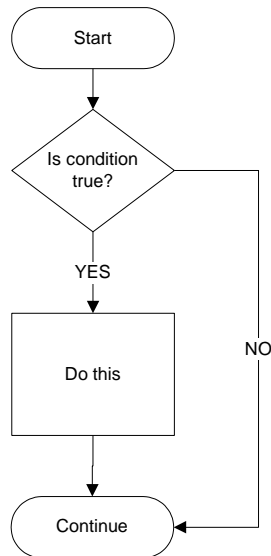 Start
Is condition
true?
YES
Do this
NO
Continue